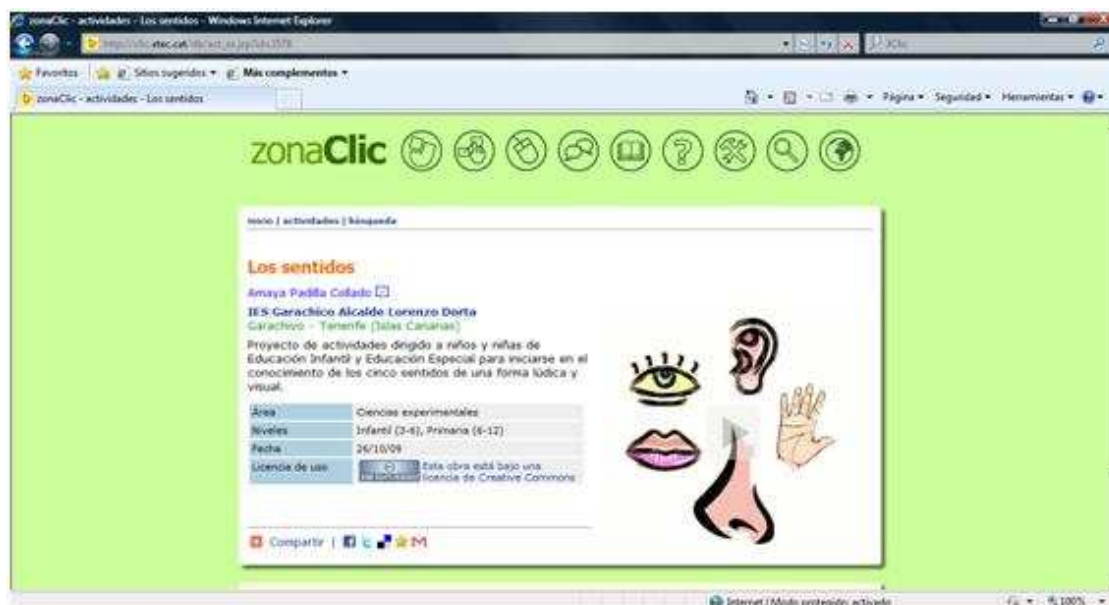 zonaClic - actividades - Los sentidos - Windows Internet Explorer
JClic
Favoritos Sitios sugeridos Más complementos
zonaClic - actividades - Los sentidos
Página Seguridad Herramientas
zonaClic
inicio | actividades | búsqueda
Los sentidos
Amaya Padilla Collado
IES Garachico Alcalde Lorenzo Dorta
Garachivo - Tenerife (Islas Canarias)
Proyecto de actividades dirigido a niños y niñas de
Educación Infantil y Educación Especial para iniciarse en el
conocimiento de los cinco sentidos de una forma lúdica y
visual.
Área Ciencias experimentales
Niveles Infantil (3-6), Primaria (6-12)
Fecha 26/10/09
Licencia de uso Esta obra está bajo una
licencia de Creative Commons
Compartir |
Internet | Modo protegido: activado 100%